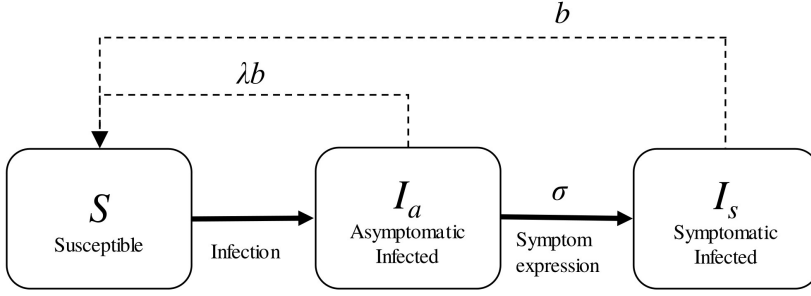 b
λb
S
Susceptible
Infection
I_a
Asymptomatic
Infected
σ
Symptom
expression
I_s
Symptomatic
Infected